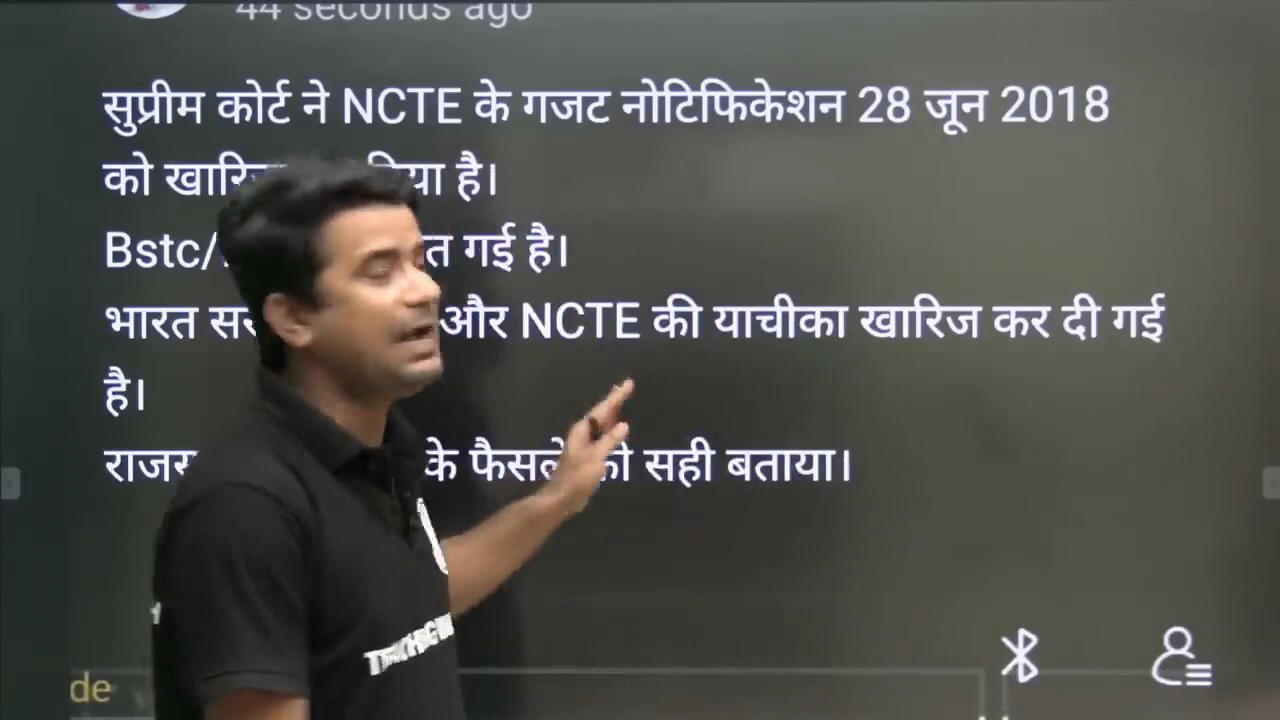 44 seconds ago
सुप्रीम कोर्ट ने NCTE के गजट नोटिफिकेशन 28 जून 2018
को है।
Bstc/ गई है।
भारत और NCTE की याचीका खारिज कर दी गई
है।
के फैसले को सही बताया।
de